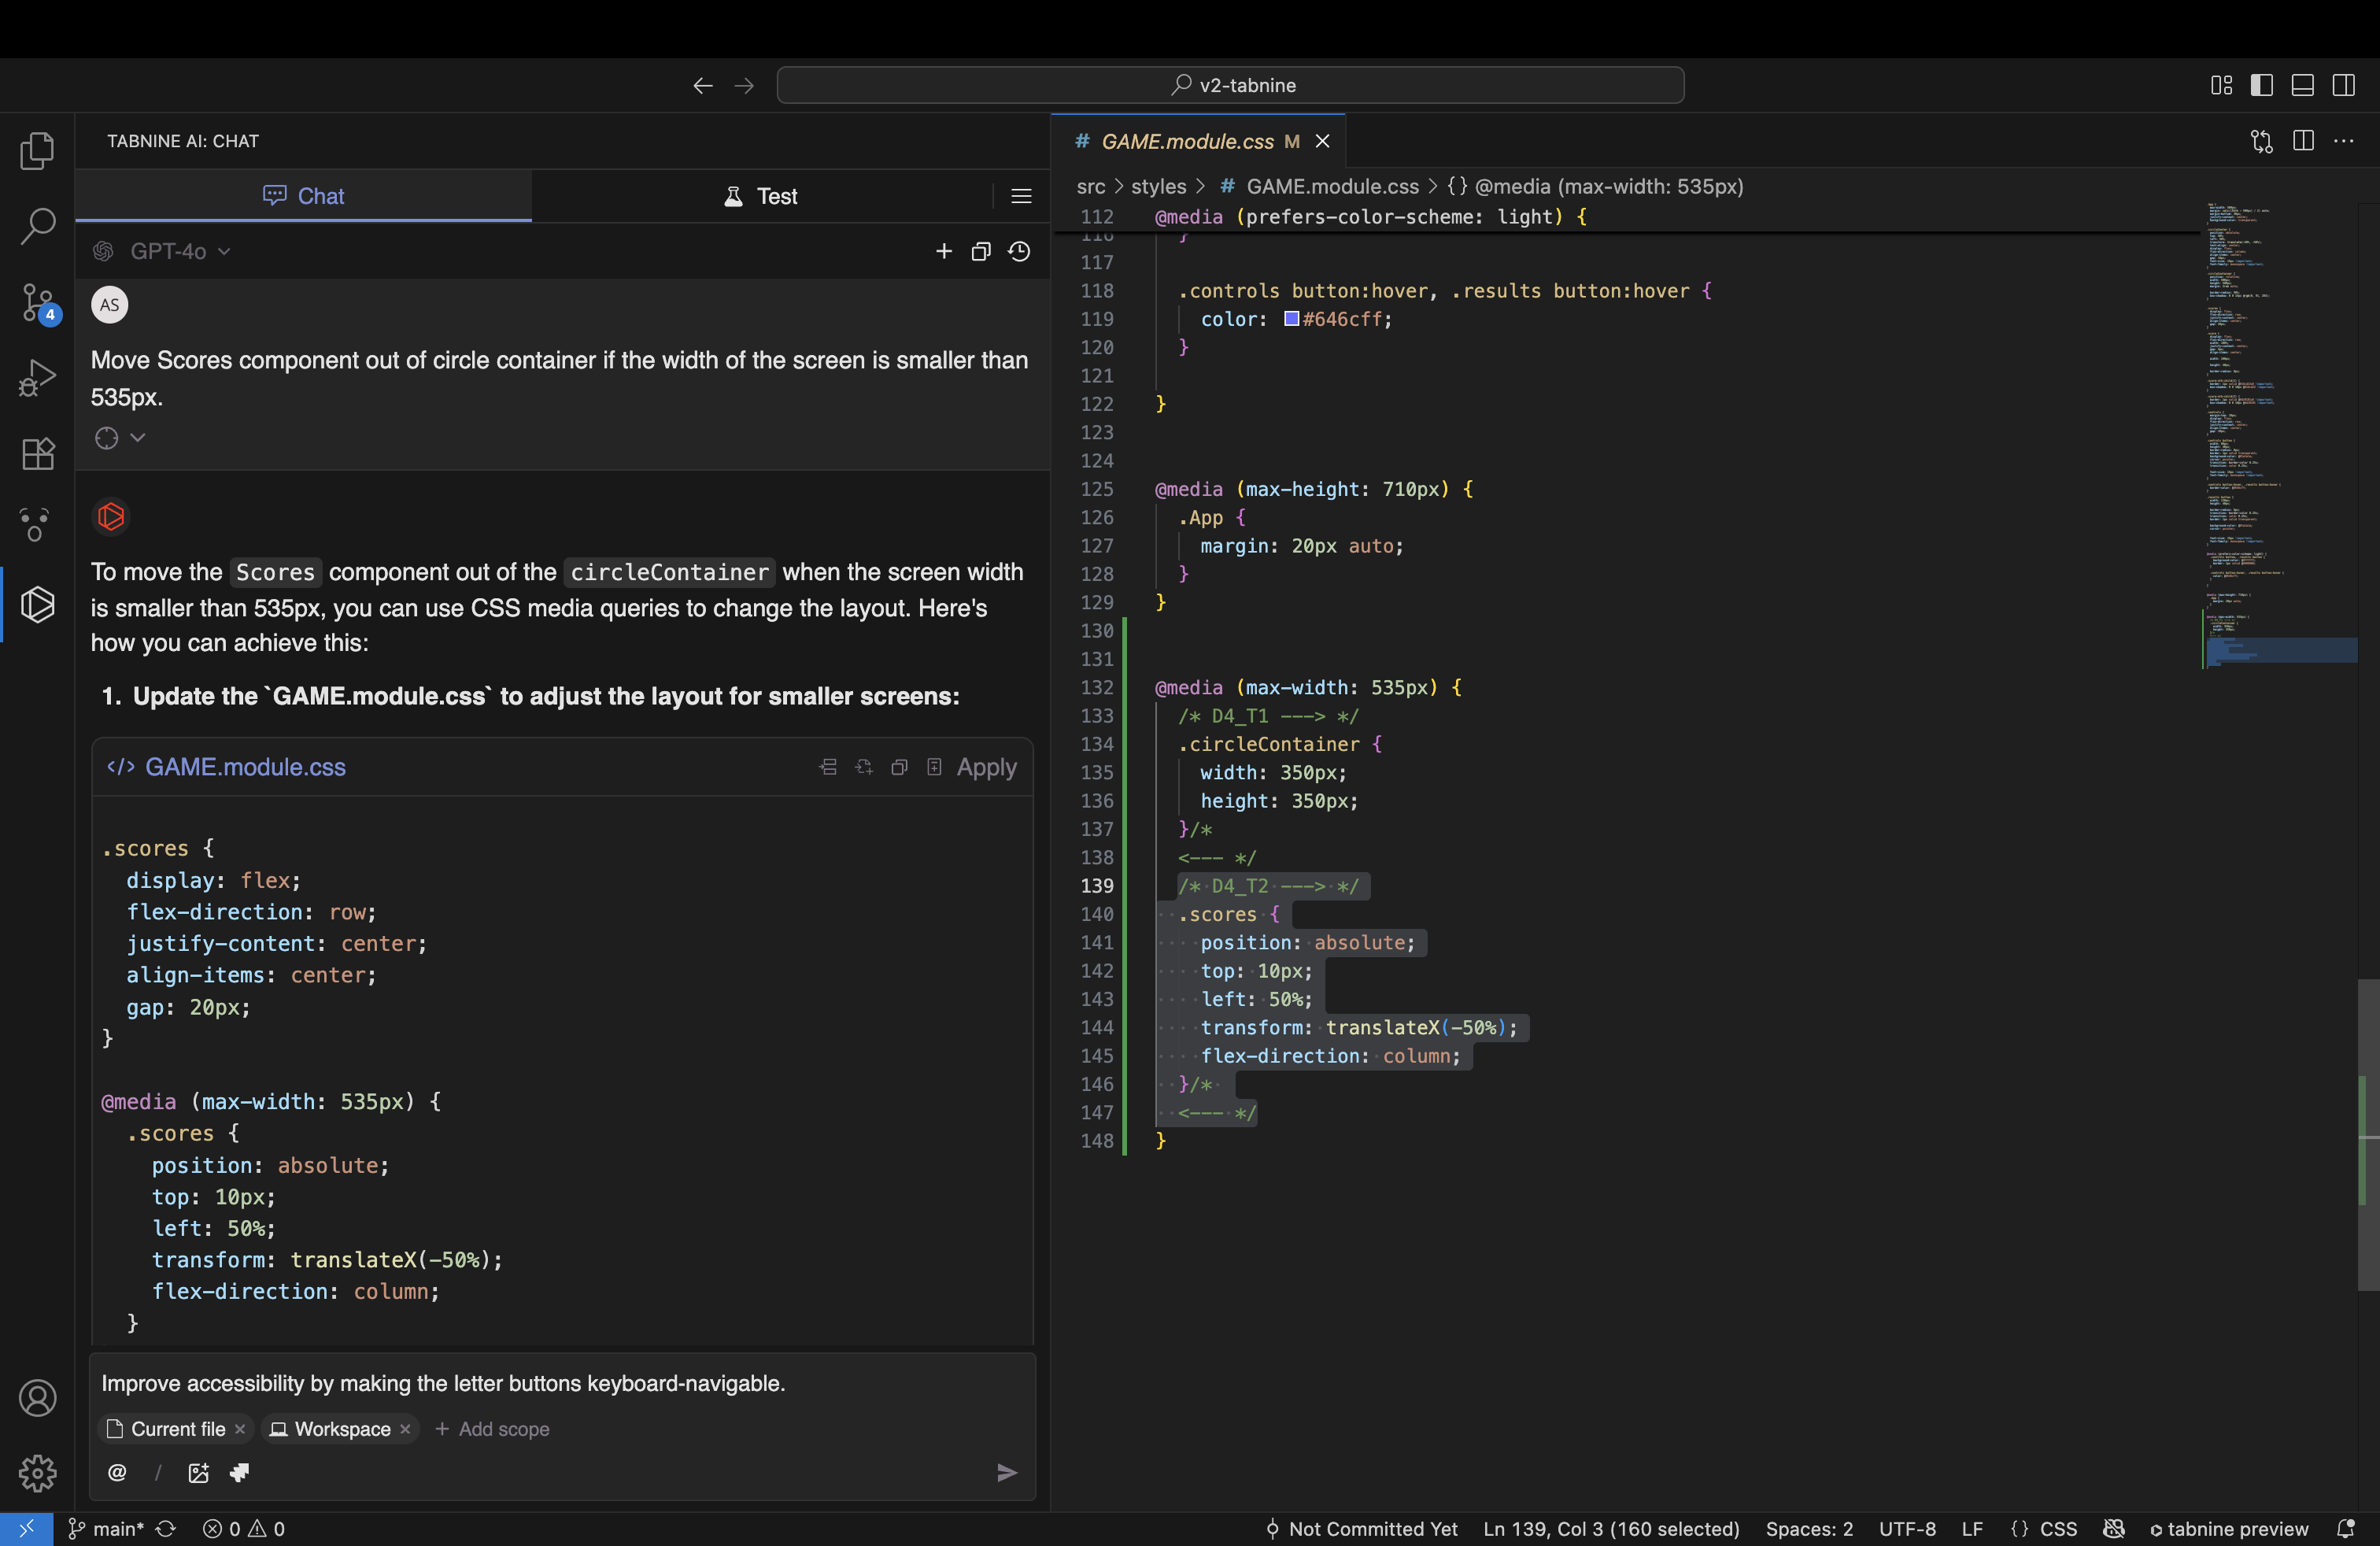 v2-tabnine
TABNINE AI: CHAT
Chat
Test
GPT-4o
AS
Move Scores component out of circle container if the width of the screen is smaller than
535px.
To move the Scores component out of the circleContainer when the screen width
is smaller than 535px, you can use CSS media queries to change the layout. Here's
how you can achieve this:
1. Update the `GAME.module.css` to adjust the layout for smaller screens:
</> GAME.module.css
Apply
.scores {
display: flex;
flex-direction: row;
justify-content: center;
align-items: center;
gap: 20px;
}
@media (max-width: 535px) {
.scores {
position: absolute;
top: 10px;
left: 50%;
transform: translateX(-50%);
flex-direction: column;
}
Improve accessibility by making the letter buttons keyboard-navigable.
Current file × Workspace × + Add scope
@ /
4
# GAME.module.css M ×
src > styles > # GAME.module.css > {} @media (max-width: 535px)
112 @media (prefers-color-scheme: light) {
116 }
117
118 .controls button:hover, .results button:hover {
119 color: #646cff;
120 }
121
122 }
123
124
125 @media (max-height: 710px) {
126 .App {
127 margin: 20px auto;
128 }
129 }
130
131
132 @media (max-width: 535px) {
133 /* D4_T1 ---> */
134 .circleContainer {
135 width: 350px;
136 height: 350px;
137 }/*
138 <--- */
139 /* D4_T2 ---> */
140 .scores {
141 position: absolute;
142 top: 10px;
143 left: 50%;
144 transform: translateX(-50%);
145 flex-direction: column;
146 }/*
147 <--- */
148 }
main* 0 0
Not Committed Yet Ln 139, Col 3 (160 selected) Spaces: 2 UTF-8 LF {} CSS tabnine preview